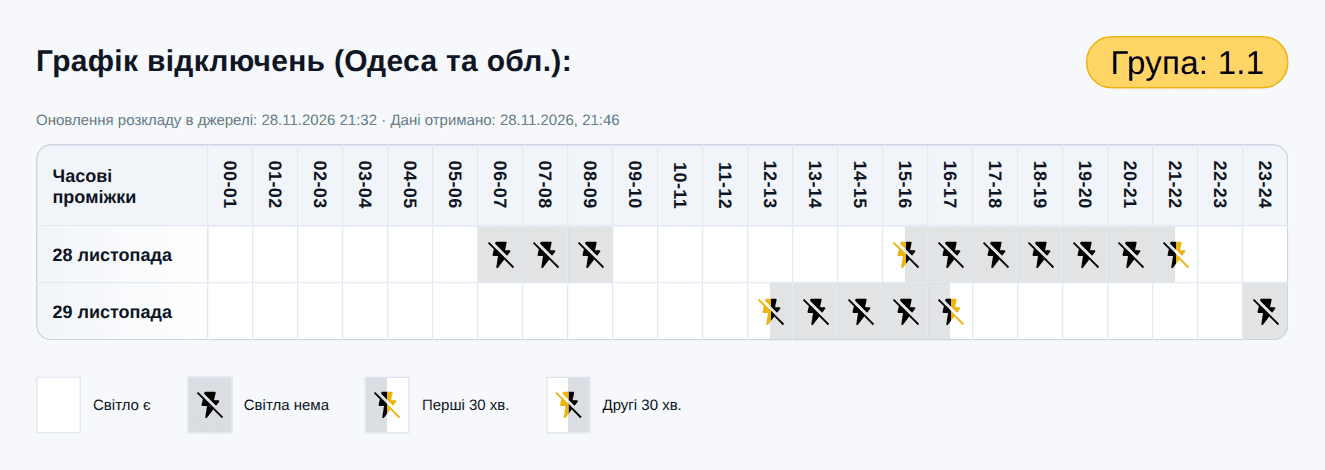 Графік відключень (Одеса та обл.):
Група: 1.1
Оновлення розкладу в джерелі: 28.11.2026 21:32 · Дані отримано: 28.11.2026, 21:46
Часові
проміжки
00-01
01-02
02-03
03-04
04-05
05-06
06-07
07-08
08-09
09-10
10-11
11-12
12-13
13-14
14-15
15-16
16-17
17-18
18-19
19-20
20-21
21-22
22-23
23-24
28 листопада
29 листопада
Світло є
Світла нема
Перші 30 хв.
Другі 30 хв.